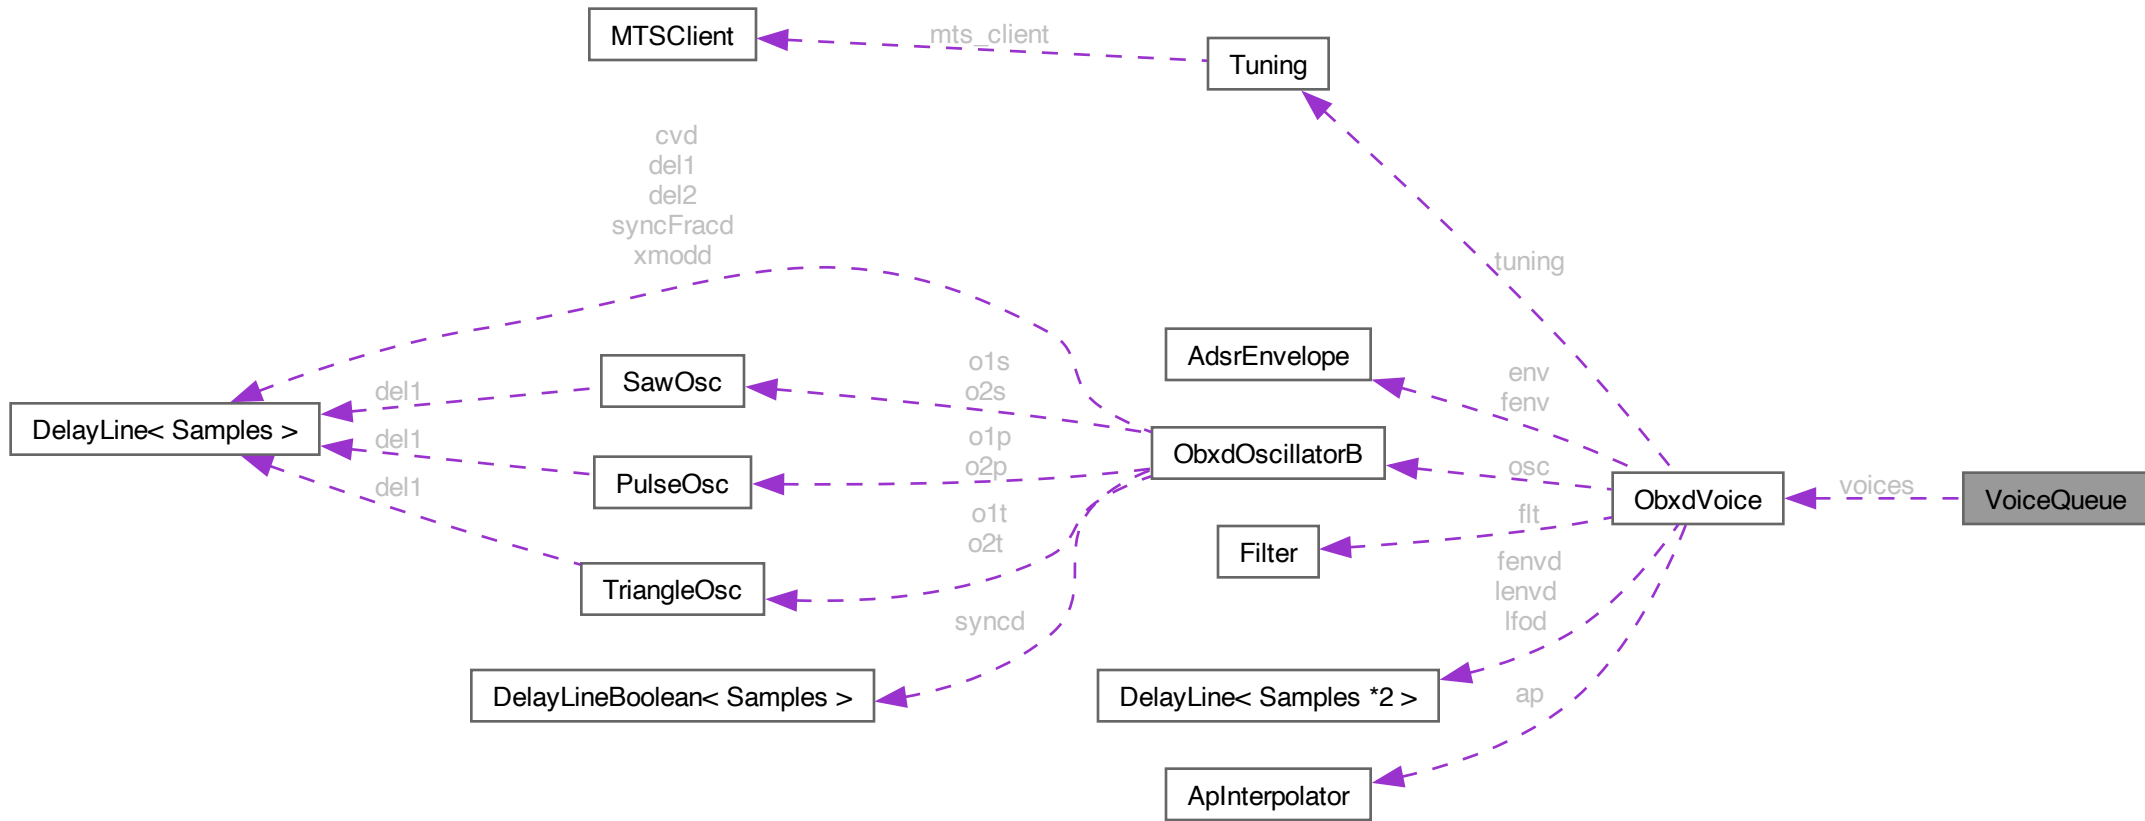 MTSClient
mts_client
Tuning
cvd
del1
del2
syncFracd
xmodd
tuning
AdsrEnvelope
SawOsc
o1s
o2s
env
fenv
DelayLine< Samples >
del1
del1
del1
PulseOsc
o1p
o2p
ObxdOscillatorB
osc
ObxdVoice
voices
VoiceQueue
o1t
o2t
flt
Filter
TriangleOsc
fenvd
lenvd
lfod
syncd
DelayLineBoolean< Samples >
DelayLine< Samples *2 >
ap
ApInterpolator